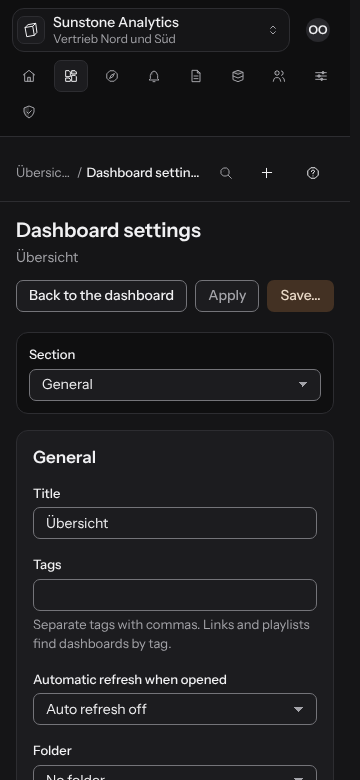 Sunstone Analytics
Vertrieb Nord und Süd
OO
Übersic... / Dashboard settin...
Dashboard settings
Übersicht
Back to the dashboard
Apply
Save...
Section
General
General
Title
Übersicht
Tags
Separate tags with commas. Links and playlists
find dashboards by tag.
Automatic refresh when opened
Auto refresh off
Folder
No folder